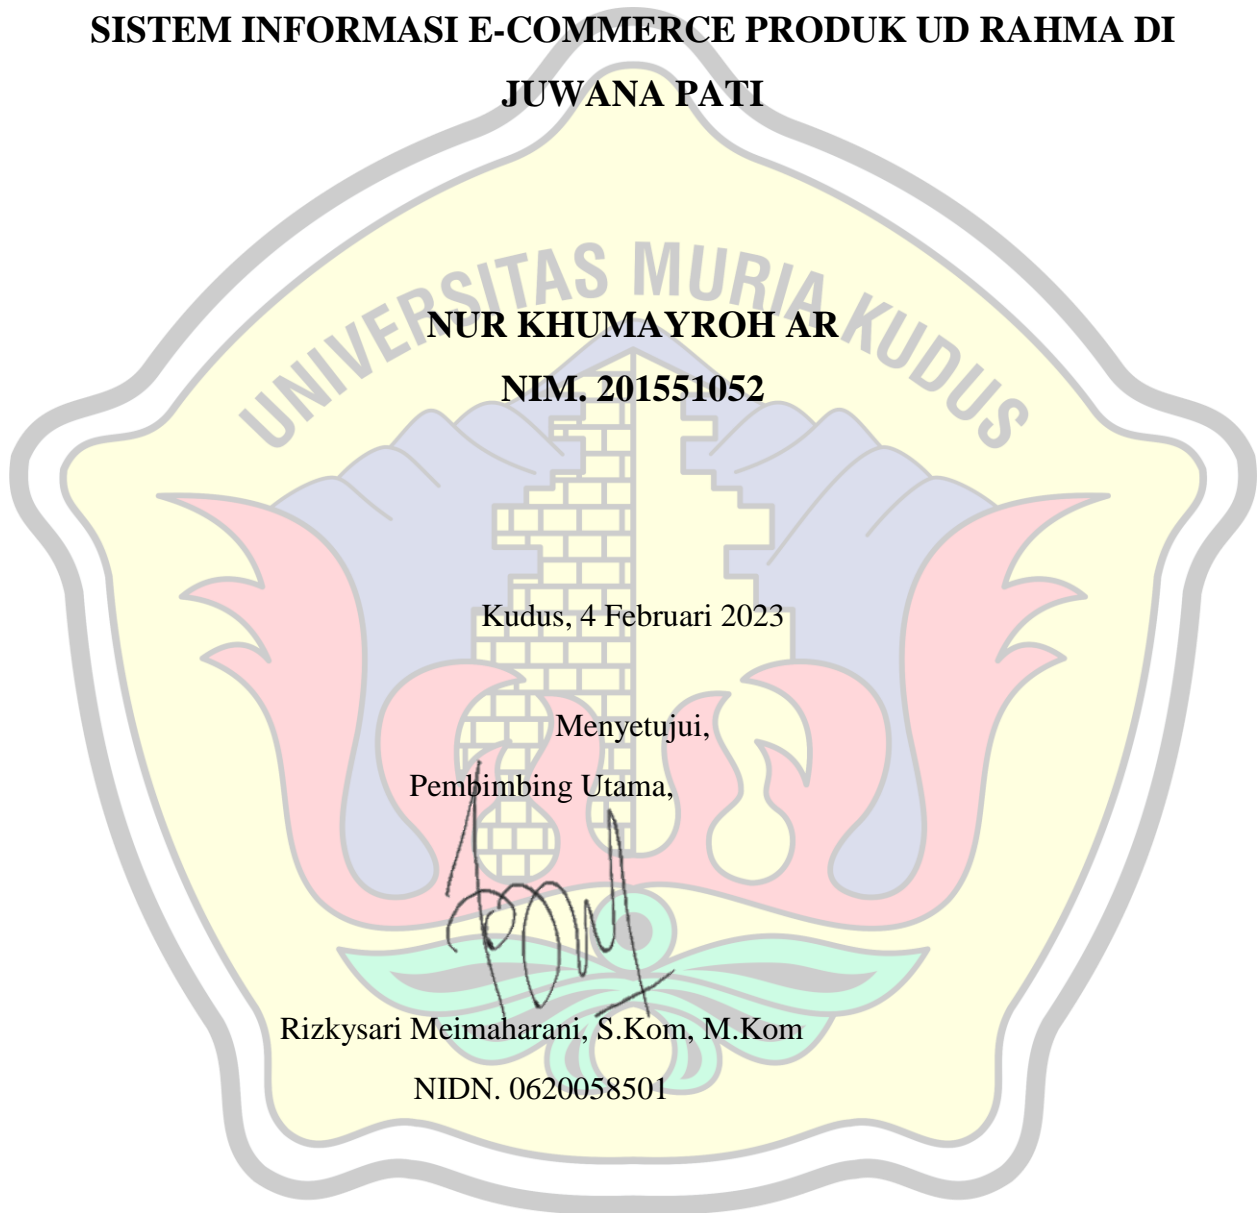 SISTEM INFORMASI E-COMMERCE PRODUK UD RAHMA DI
JUWANA PATI
UNIVERSITAS MURIA KUDUS
NUR KHUMAYROH AR
NIM. 201551052
Kudus, 4 Februari 2023
Menyetujui,
Pembimbing Utama,
Rizkysari Meimaharani, S.Kom, M.Kom
NIDN. 0620058501